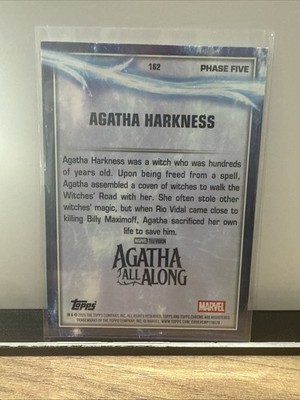 162
PHASE FIVE
AGATHA HARKNESS
Agatha Harkness was a witch who was hundreds
of years old. Upon being freed from a spell,
Agatha assembled a coven of witches to walk the
Witches' Road with her. She often stole other
witches' magic, but when Rio Vidal came close to
killing Billy Maximoff, Agatha sacrificed her own
life to save him.
MARVEL TELEVISION
AGATHA
ALL ALONG
Topps
MARVEL